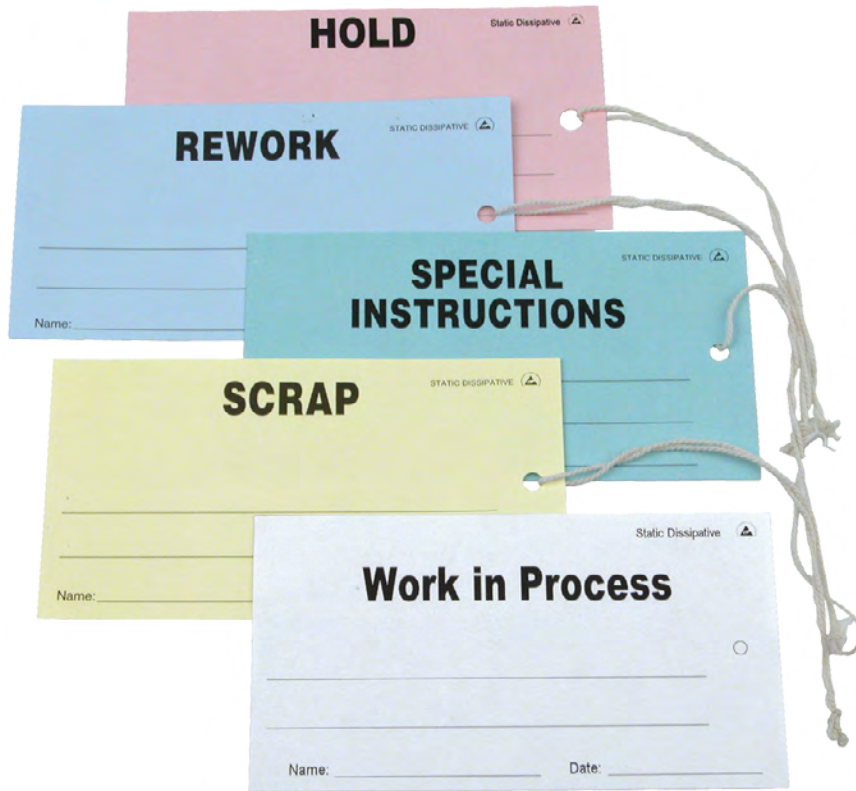 HOLD
Static Dissipative
REWORK
STATIC DISSIPATIVE
Name:
SPECIAL
INSTRUCTIONS
STATIC DISSIPATIVE
SCRAP
STATIC DISSIPATIVE
Name:
Static Dissipative
Work in Process
Name:
Date: